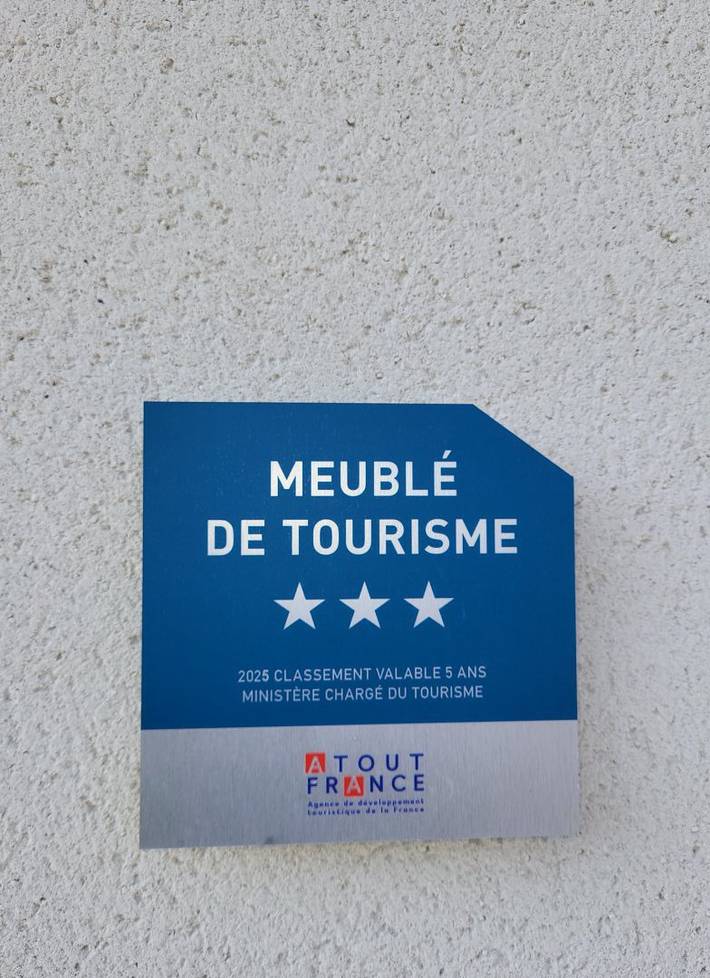 MEUBLÉ
DE TOURISME
2025 CLASSEMENT VALABLE 5 ANS
MINISTÈRE CHARGÉ DU TOURISME
ATOUT
FRANCE
Agence de développement
touristique de la France